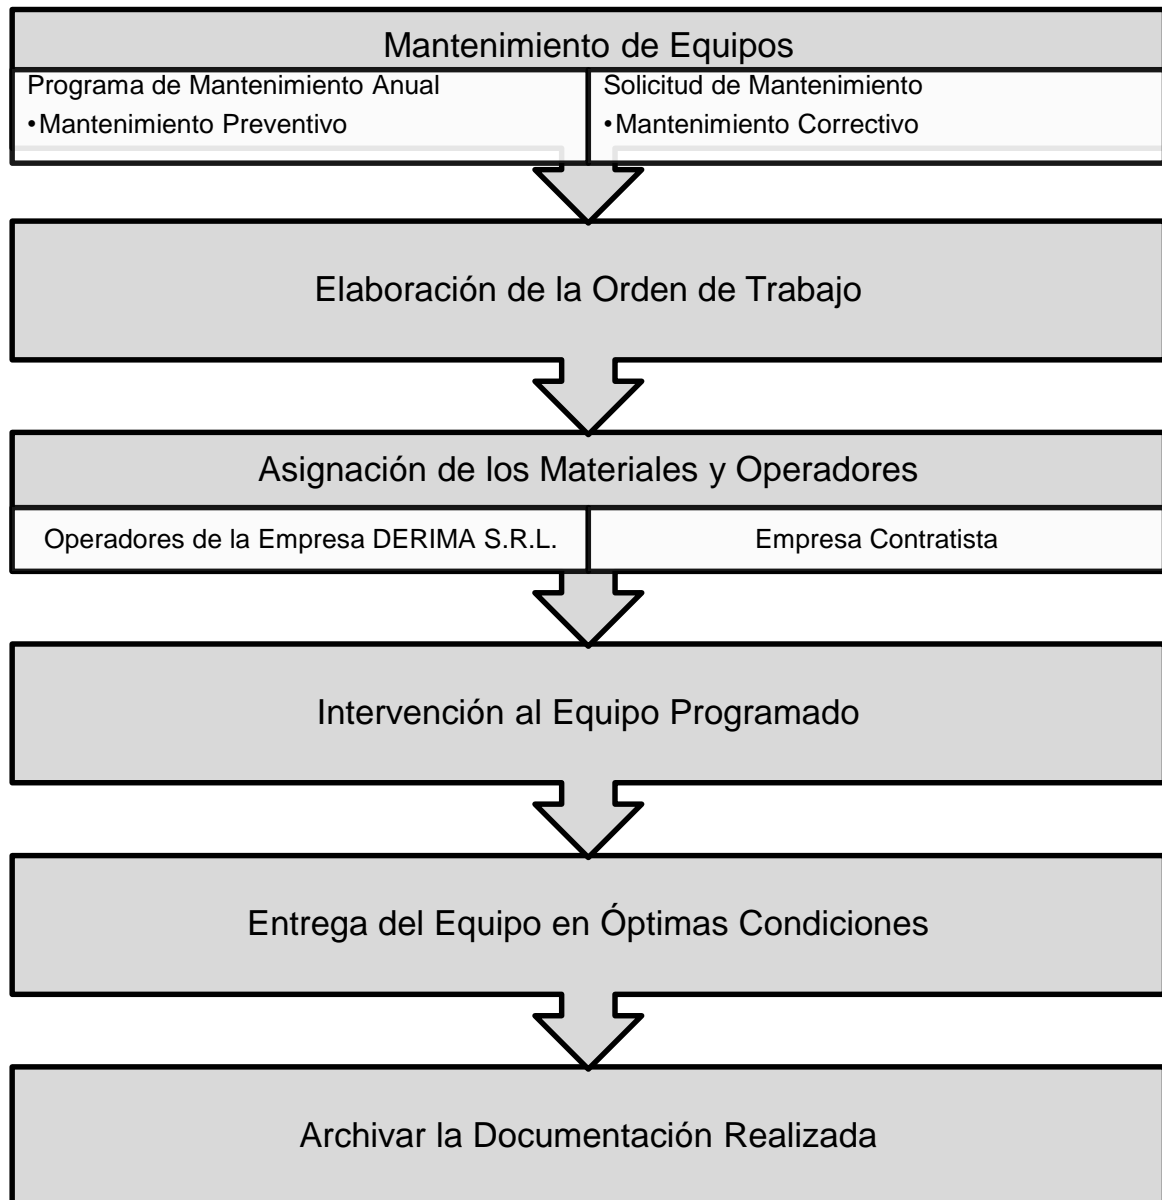 Mantenimiento de Equipos
Programa de Mantenimiento Anual
•Mantenimiento Preventivo
Solicitud de Mantenimiento
•Mantenimiento Correctivo
Elaboración de la Orden de Trabajo
Asignación de los Materiales y Operadores
Operadores de la Empresa DERIMA S.R.L.
Empresa Contratista
Intervención al Equipo Programado
Entrega del Equipo en Óptimas Condiciones
Archivar la Documentación Realizada